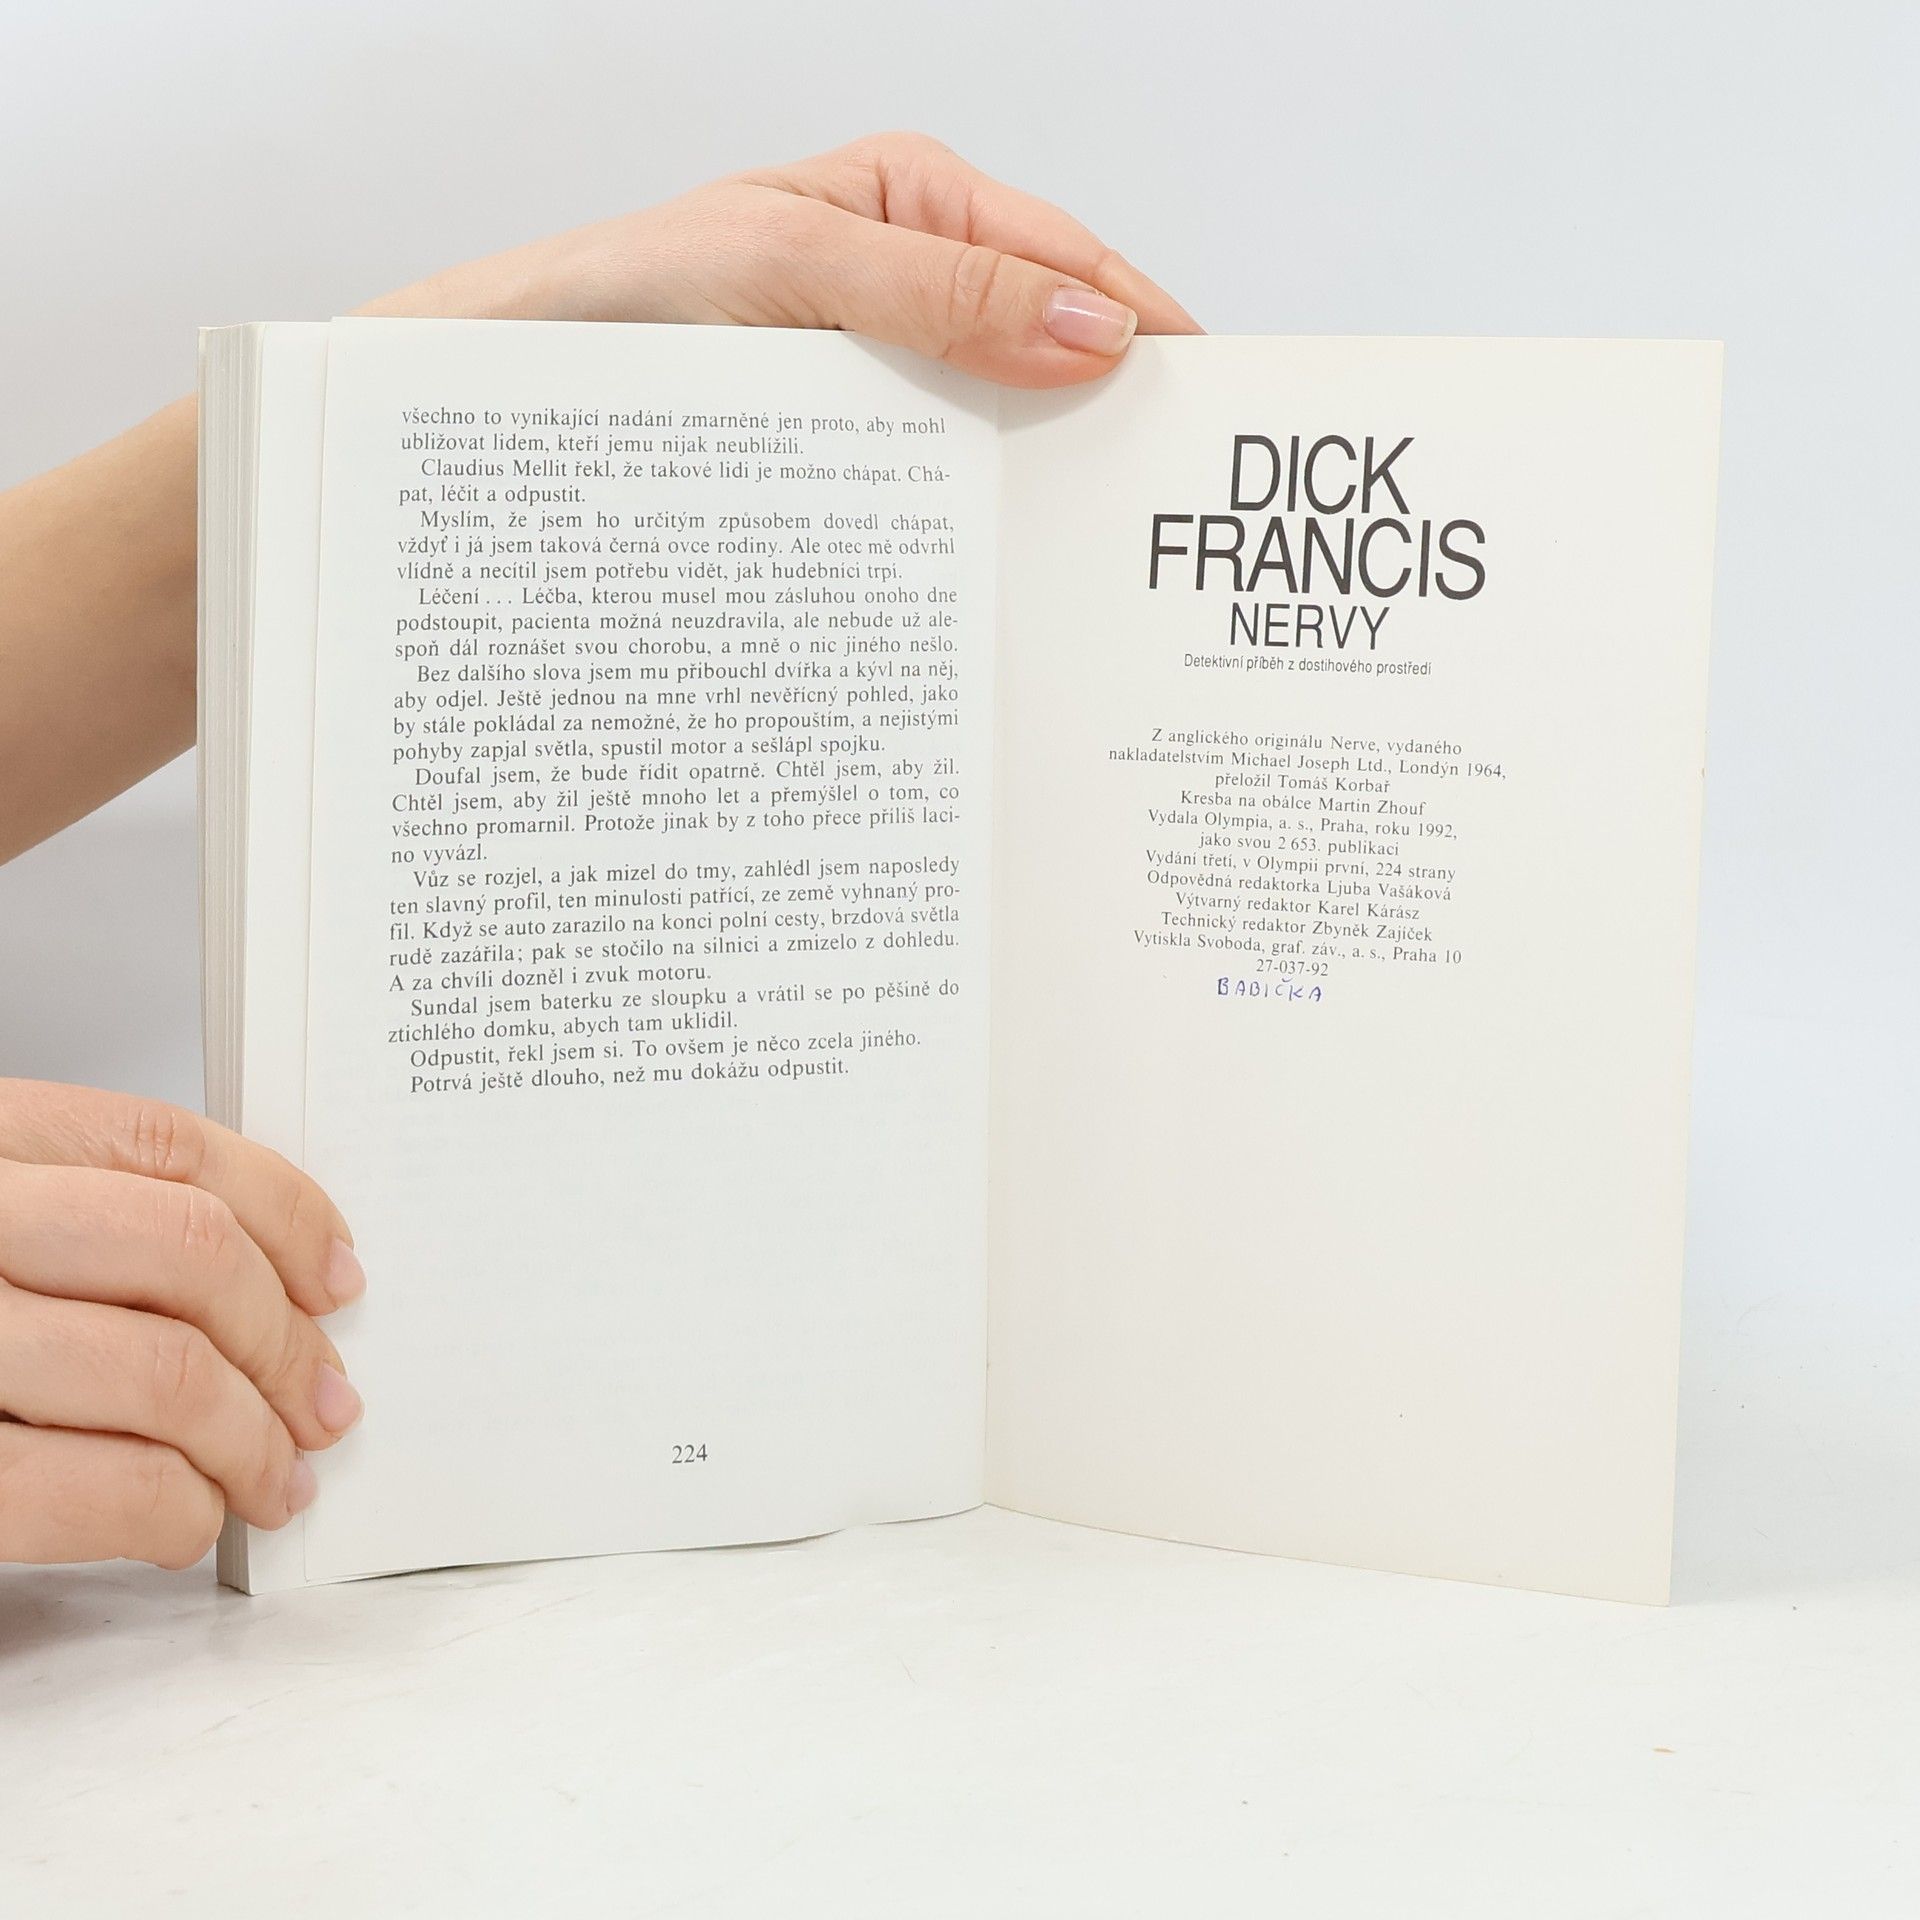 všechno to vynikající nadání zmarněné jen proto, aby mohl
ubližovat lidem, kteří jemu nijak neublížili.
Claudius Mellit řekl, že takové lidi je možno chápat. Chá-
pat, léčit a odpustit.
Myslím, že jsem ho určitým způsobem dovedl chápat,
vždyť i já jsem taková černá ovce rodiny. Ale otec mě odvrhl
vlídně a necítil jsem potřebu vidět, jak hudebníci trpí.
Léčení... Léčba, kterou musel mou zásluhou onoho dne
podstoupit, pacienta možná neuzdravila, ale nebude už ale-
spoň dál roznášet svou chorobu, a mně o nic jiného nešlo.
Bez dalšího slova jsem mu přibouchl dvířka a kývl na něj,
aby odjel. Ještě jednou na mne vrhl nevěřícný pohled, jako
by stále pokládal za nemožné, že ho propouštím, a nejistými
pohyby zapjal světla, spustil motor a sešlápl spojku.
Doufal jsem, že bude řídit opatrně. Chtěl jsem, aby žil.
Chtěl jsem, aby žil ještě mnoho let a přemýšlel o tom, co
všechno promarnil. Protože jinak by z toho přece příliš laci-
no vyvázl.
Vůz se rozjel, a jak mizel do tmy, zahlédl jsem naposledy
ten slavný profil, ten minulosti patřící, ze země vyhnaný pro-
fil. Když se auto zarazilo na konci polní cesty, brzdová světla
rudě zazářila; pak se stočilo na silnici a zmizelo z dohledu.
A za chvíli dozněl i zvuk motoru.
Sundal jsem baterku ze sloupku a vrátil se po pěšině do
ztichlého domku, abych tam uklidil.
Odpustit, řekl jsem si. To ovšem je něco zcela jiného.
Potrvá ještě dlouho, než mu dokážu odpustit.
224
DICK
FRANCIS
NERVY
Detektivní příběh z dostihového prostředí
Z anglického originálu Nerve, vydaného
nakladatelstvím Michael Joseph Ltd., Londýn 1964,
přeložil Tomáš Korbař
Kresba na obálce Martin Zhouf
Vydala Olympia, a. s., Praha, roku 1992,
jako svou 2 653. publikaci
Vydání třetí, v Olympii první, 224 strany
Odpovědná redaktorka Ljuba Vašáková
Výtvarný redaktor Karel Kárász
Technický redaktor Zbyněk Zajíček
Vytiskla Svoboda, graf. záv., a. s., Praha 10
27-037-92
BABIČKA